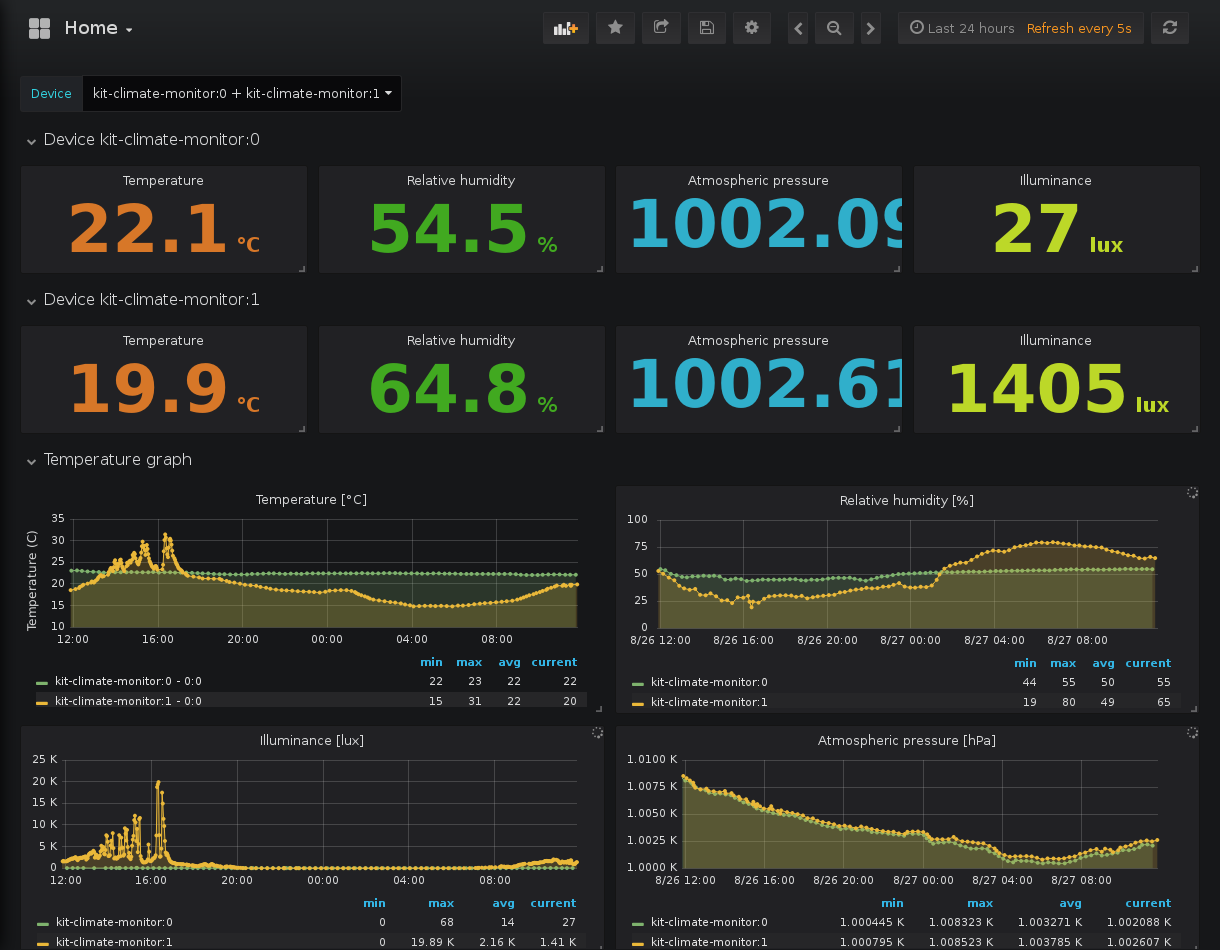 Home
Last 24 hours Refresh every 5s
Device kit-climate-monitor:0 + kit-climate-monitor:1
Device kit-climate-monitor:0
Temperature Relative humidity Atmospheric pressure Illuminance
22.1 °C 54.5 % 1002.09 27 lux
Device kit-climate-monitor:1
Temperature Relative humidity Atmospheric pressure Illuminance
19.9 °C 64.8 % 1002.61 1405 lux
Temperature graph
Temperature [°C]
Temperature (C)
35
30
25
20
15
10
12:00 16:00 20:00 00:00 04:00 08:00
min max avg current
kit-climate-monitor:0 - 0:0 22 23 22 22
kit-climate-monitor:1 - 0:0 15 31 22 20
Relative humidity [%]
100
75
50
25
0
8/26 12:00 8/26 16:00 8/26 20:00 8/27 00:00 8/27 04:00 8/27 08:00
min max avg current
kit-climate-monitor:0 44 55 50 55
kit-climate-monitor:1 19 80 49 65
Illuminance [lux]
25 K
20 K
15 K
10 K
5 K
0
12:00 16:00 20:00 00:00 04:00 08:00
min max avg current
kit-climate-monitor:0 0 68 14 27
kit-climate-monitor:1 0 19.89 K 2.16 K 1.41 K
Atmospheric pressure [hPa]
1.0100 K
1.0075 K
1.0050 K
1.0025 K
1.0000 K
8/26 12:00 8/26 16:00 8/26 20:00 8/27 00:00 8/27 04:00 8/27 08:00
min max avg current
kit-climate-monitor:0 1.000445 K 1.008323 K 1.003271 K 1.002088 K
kit-climate-monitor:1 1.000795 K 1.008523 K 1.003785 K 1.002607 K